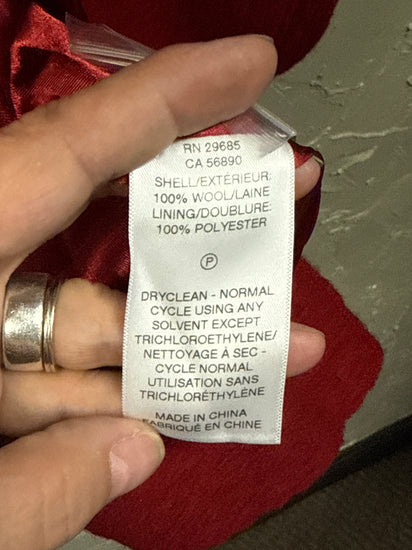 RN 29685
CA 56890
SHELL/EXTÉRIEUR:
100% WOOL/LAINE
LINING/DOUBLURE:
100% POLYESTER
P
DRYCLEAN - NORMAL
CYCLE USING ANY
SOLVENT EXCEPT
TRICHLOROETHYLENE/
NETTOYAGE À SEC -
CYCLE NORMAL
UTILISATION SANS
TRICHLORÉTHYLÈNE
MADE IN CHINA
FABRIQUÉ EN CHINE